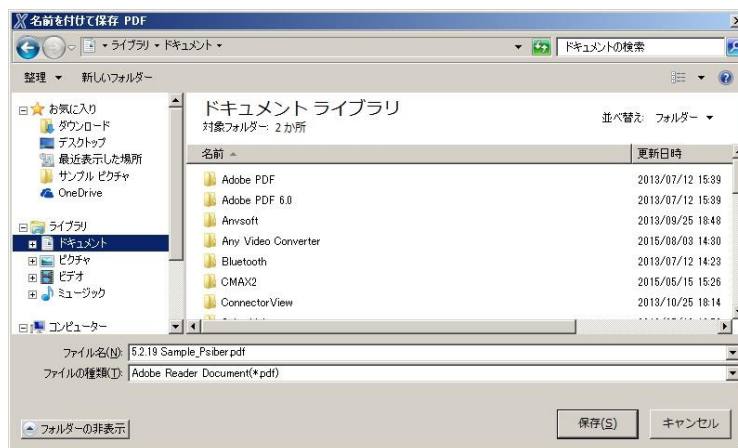 名前を付けて保存 PDF
ライブラリ ドキュメント
ドキュメントの検索
整理 新しいフォルダー
お気に入り
ダウンロード
デスクトップ
最近表示した場所
サンプル ピクチャ
OneDrive
ライブラリ
ドキュメント
ピクチャ
ビデオ
ミュージック
コンピューター
ドキュメント ライブラリ
対象フォルダー: 2 か所
並べ替え: フォルダー
名前 更新日時
Adobe PDF 2013/07/12 15:39
Adobe PDF 6.0 2013/07/12 15:39
Anvsoft 2013/09/25 18:48
Any Video Converter 2015/08/03 14:30
Bluetooth 2013/07/12 14:23
CMAX2 2015/05/15 15:26
ConnectorView 2013/10/25 18:14
ファイル名(N): 5.2.19 Sample_Psiber.pdf
ファイルの種類(T): Adobe Reader Document(*.pdf)
フォルダーの非表示 保存(S) キャンセル